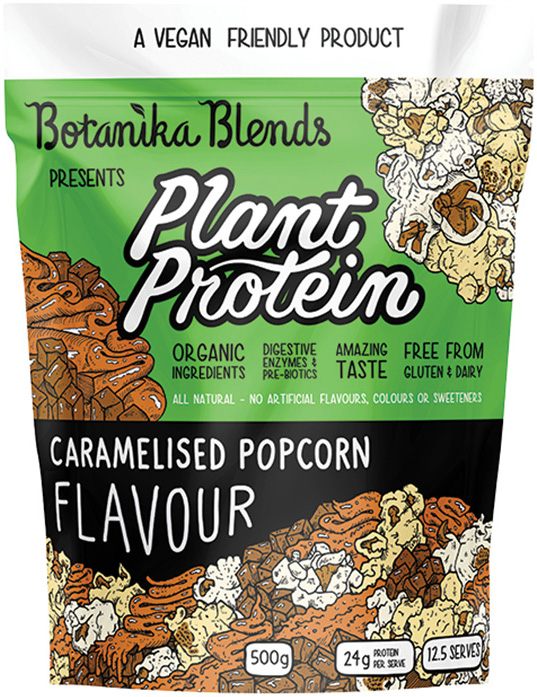 A VEGAN FRIENDLY PRODUCT
Botanika Blends
PRESENTS
Plant
Protein
ORGANIC
INGREDIENTS
DIGESTIVE
ENZYMES &
PRE-BIOTICS
AMAZING
TASTE
FREE FROM
GLUTEN & DAIRY
ALL NATURAL - NO ARTIFICIAL FLAVOURS, COLOURS OR SWEETENERS
CARAMELISED POPCORN
FLAVOUR
500g
24g PROTEIN
PER SERVE
12.5 SERVES